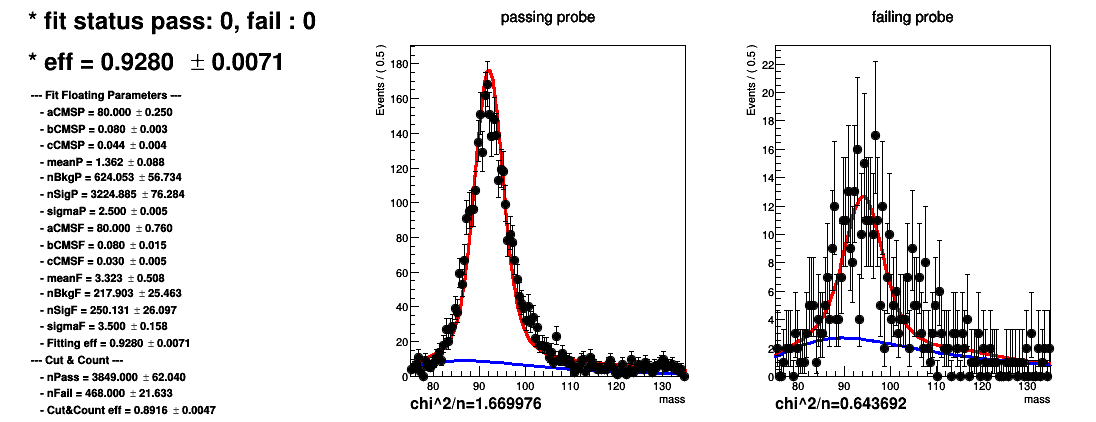 * fit status pass: 0, fail : 0
* eff = 0.9280 ± 0.0071
--- Fit Floating Parameters ---
- aCMSP = 80.000 ± 0.250
- bCMSP = 0.080 ± 0.003
- cCMSP = 0.044 ± 0.004
- meanP = 1.362 ± 0.088
- nBkgP = 624.053 ± 56.734
- nSigP = 3224.885 ± 76.284
- sigmaP = 2.500 ± 0.005
- aCMSF = 80.000 ± 0.760
- bCMSF = 0.080 ± 0.015
- cCMSF = 0.030 ± 0.005
- meanF = 3.323 ± 0.508
- nBkgF = 217.903 ± 25.463
- nSigF = 250.131 ± 26.097
- sigmaF = 3.500 ± 0.158
- Fitting eff = 0.9280 ± 0.0071
--- Cut & Count ---
- nPass = 3849.000 ± 62.040
- nFail = 468.000 ± 21.633
- Cut&Count eff = 0.8916 ± 0.0047
passing probe
Events / ( 0.5 )
180
160
140
120
100
80
60
40
20
0
80 90 100 110 120 130
mass
chi^2/n=1.669976
failing probe
Events / ( 0.5 )
22
20
18
16
14
12
10
8
6
4
2
0
80 90 100 110 120 130
mass
chi^2/n=0.643692